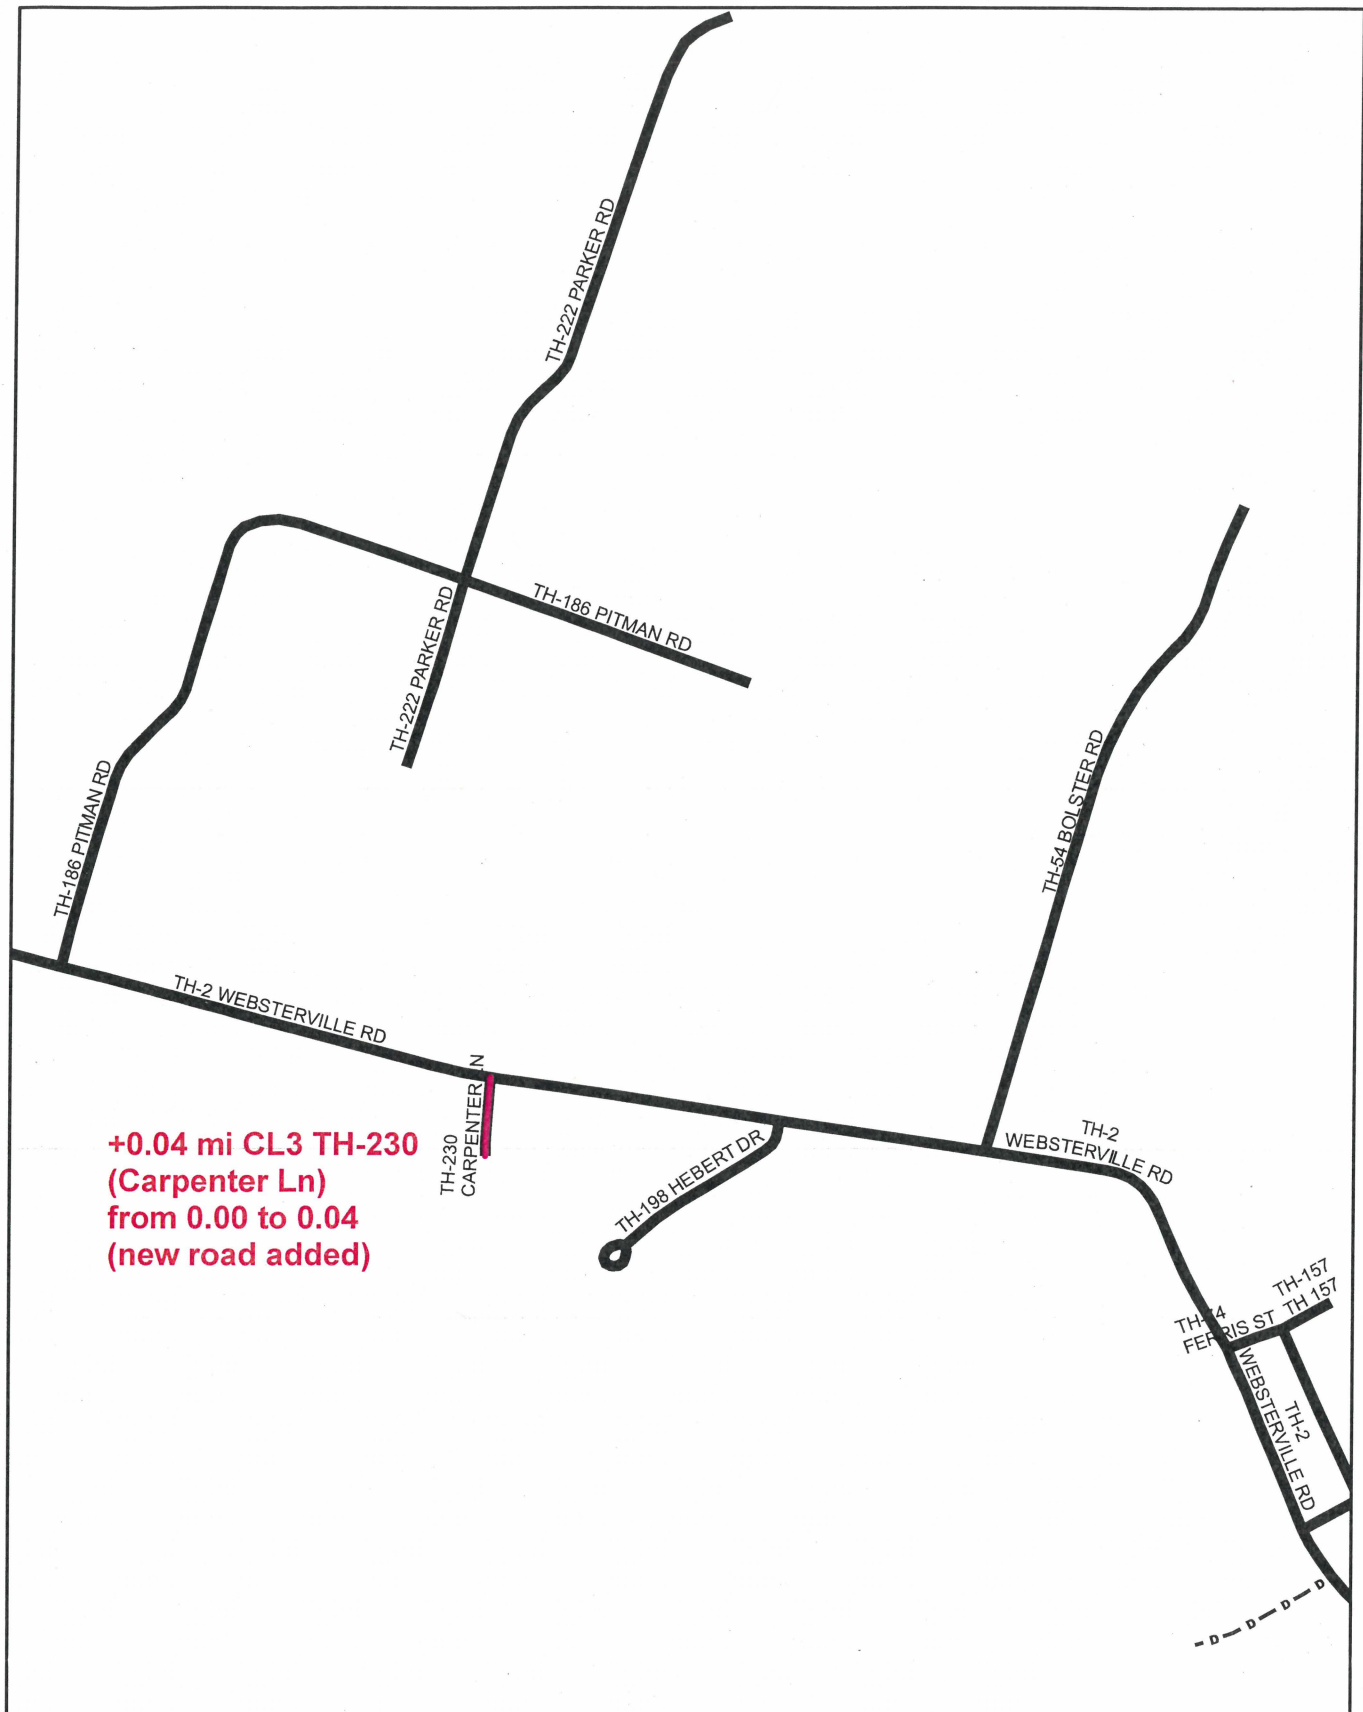 TH-222 PARKER RD
TH-186 PITMAN RD
TH-222 PARKER RD
TH-54 BOLSTER RD
TH-186 PITMAN RD
TH-2 WEBSTERVILLE RD
TH-230
CARPENTER LN
+0.04 mi CL3 TH-230
(Carpenter Ln)
from 0.00 to 0.04
(new road added)
TH-198 HEBERT DR
TH-2
WEBSTERVILLE RD
TH-157
TH 157
FERRIS ST
TH-2
WEBSTERVILLE RD
D D D D